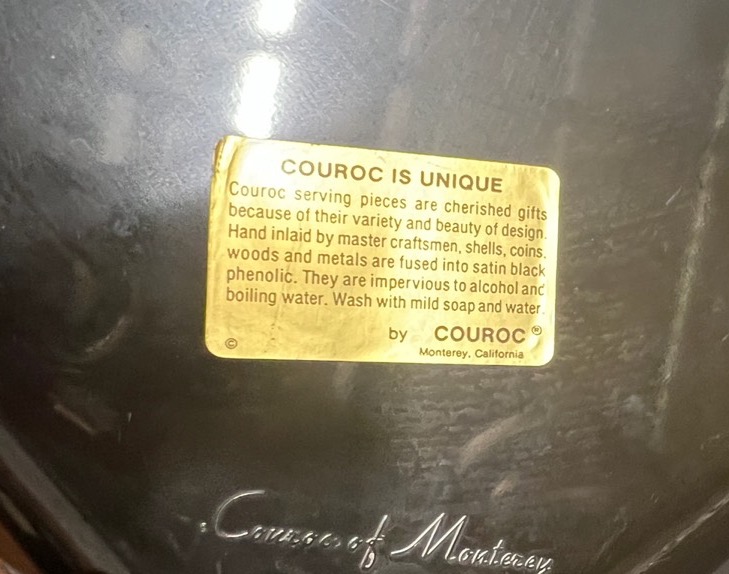 COUROC IS UNIQUE
Couroc serving pieces are cherished gifts
because of their variety and beauty of design.
Hand inlaid by master craftsmen, shells, coins,
woods and metals are fused into satin black
phenolic. They are impervious to alcohol and
boiling water. Wash with mild soap and water.
by COUROC®
© Monterey, California
Couroc of Monterey